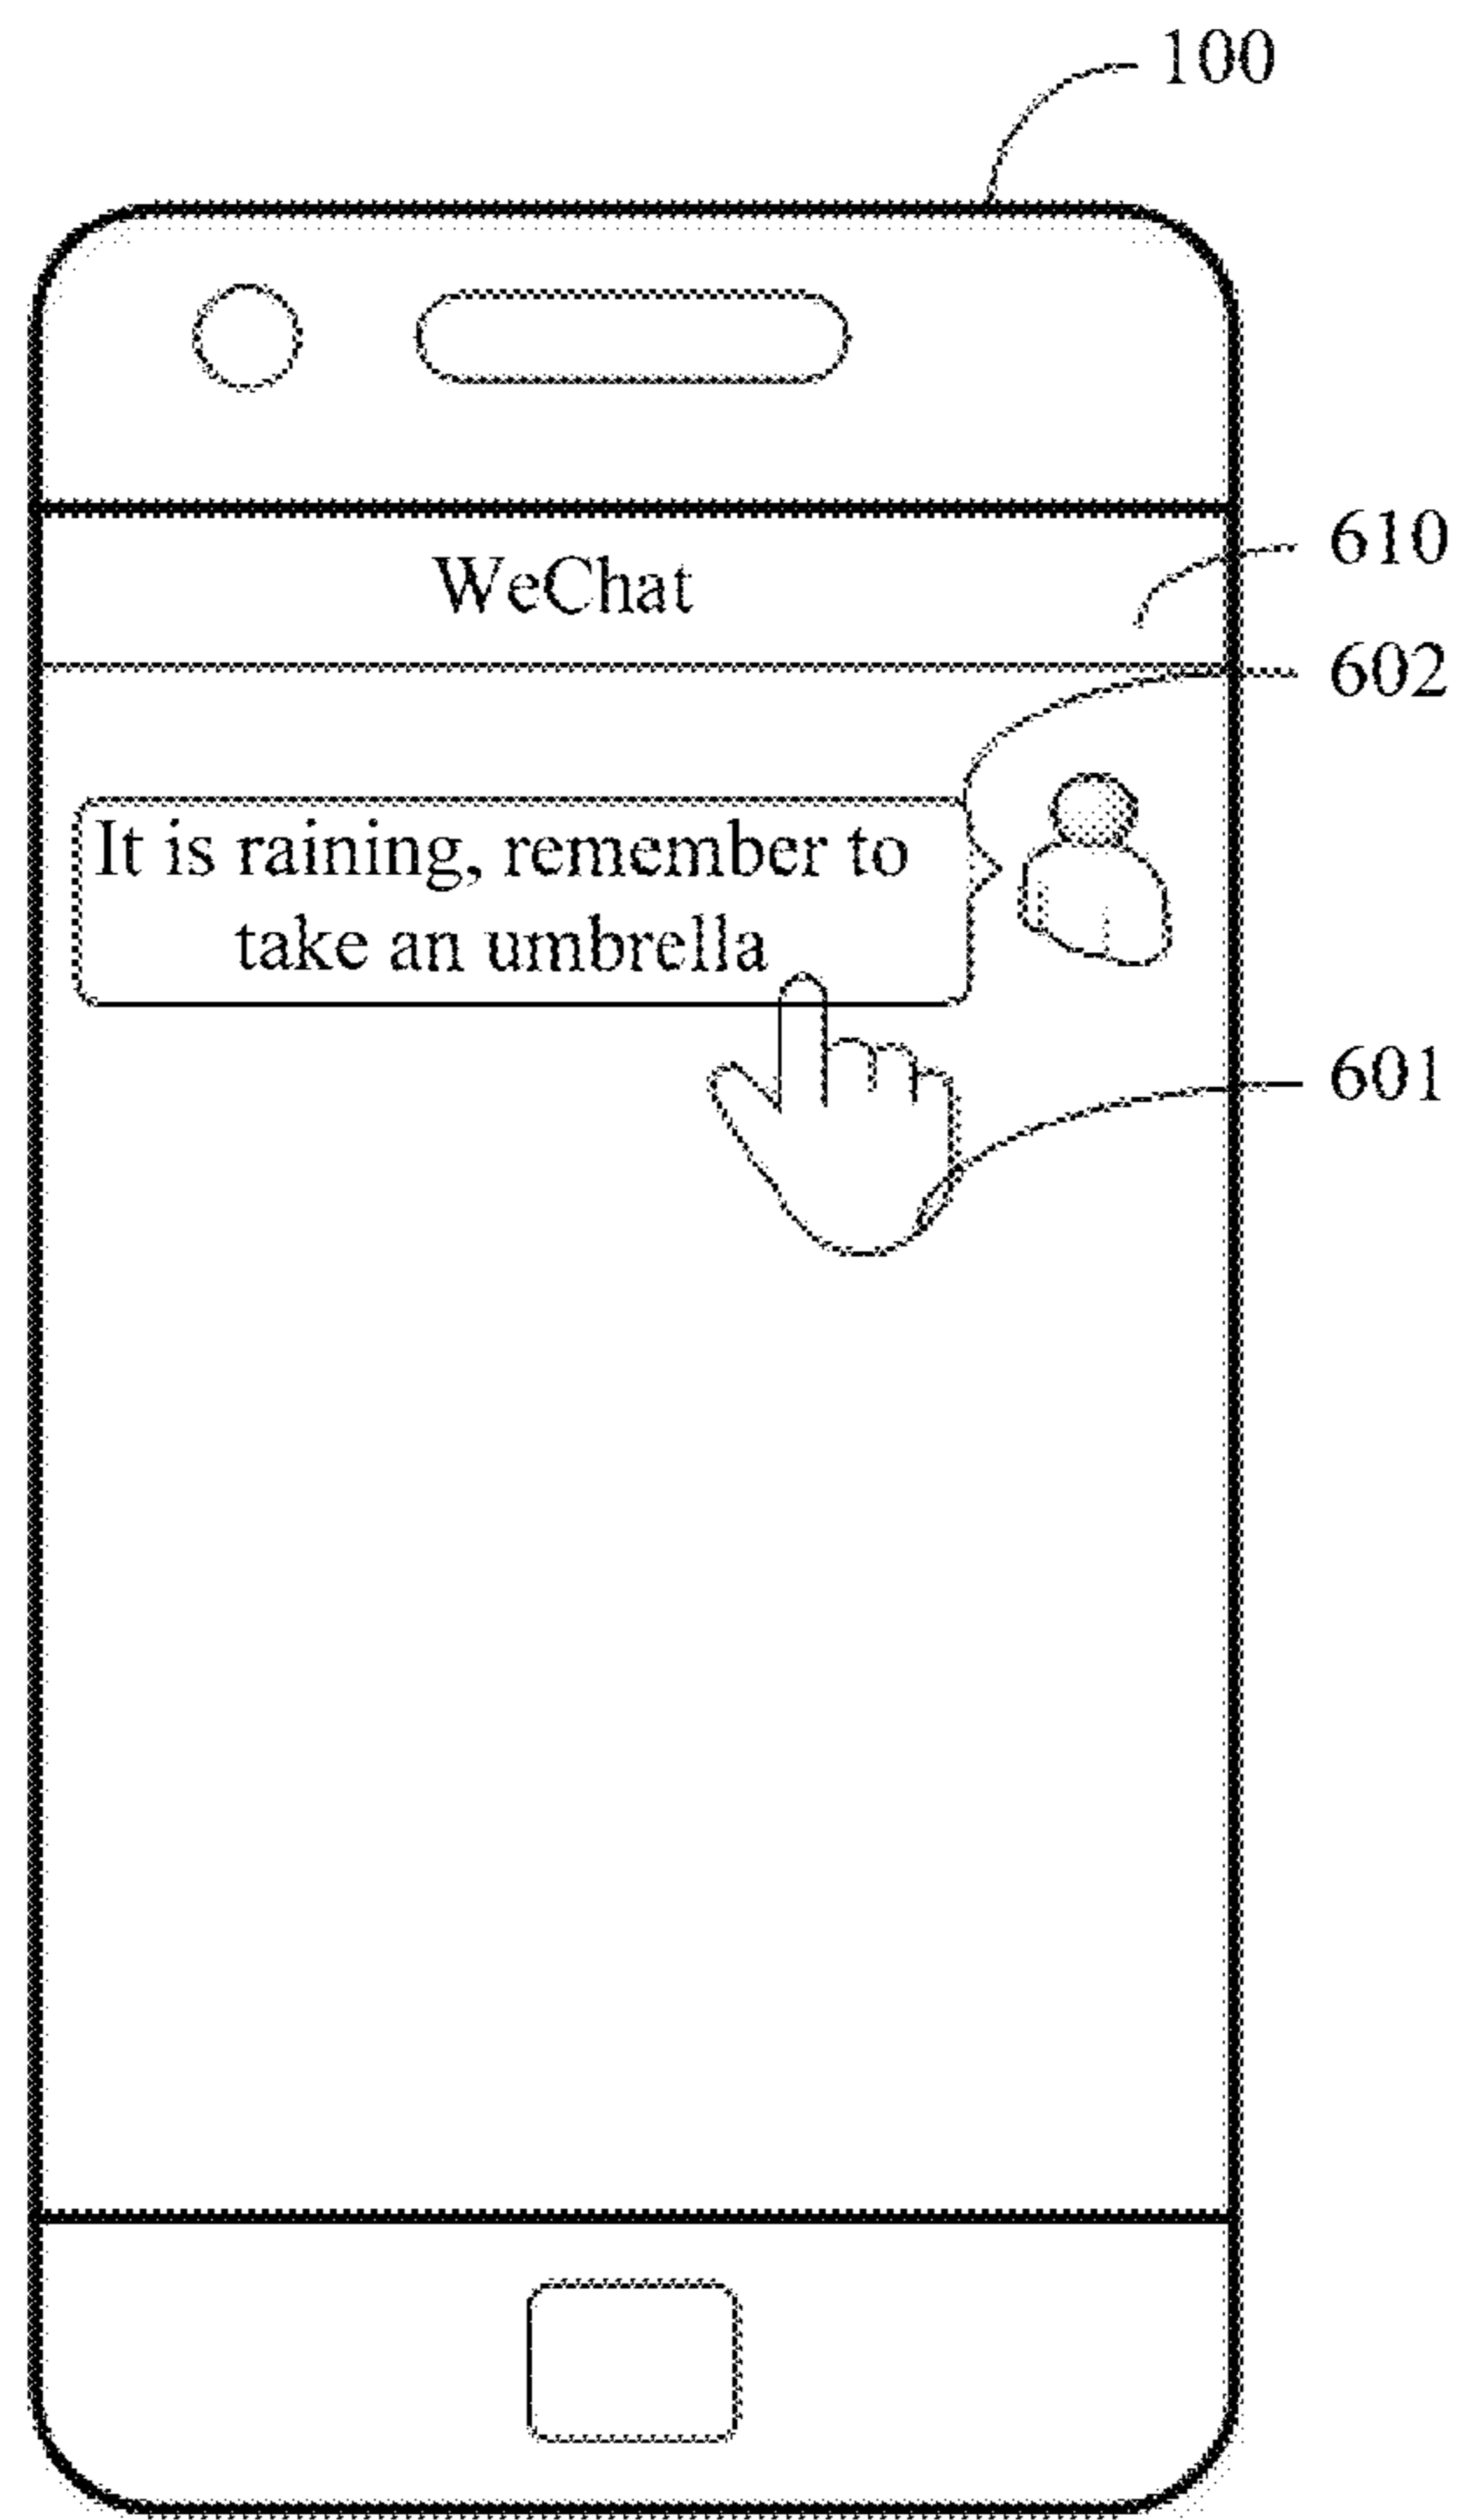 100
WeChat
610
602
It is raining, remember to
take an umbrella
601